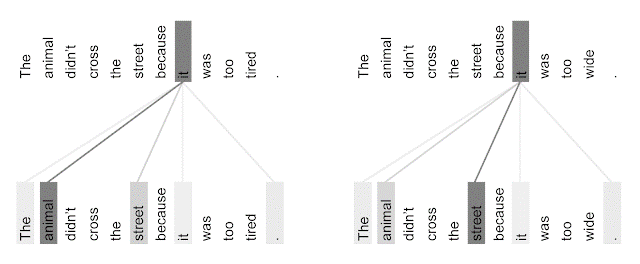 The animal didn't cross the street because it was too tired .
The animal didn't cross the street because it was too wide .
The animal didn't cross the street because it was too tired .
The animal didn't cross the street because it was too wide .